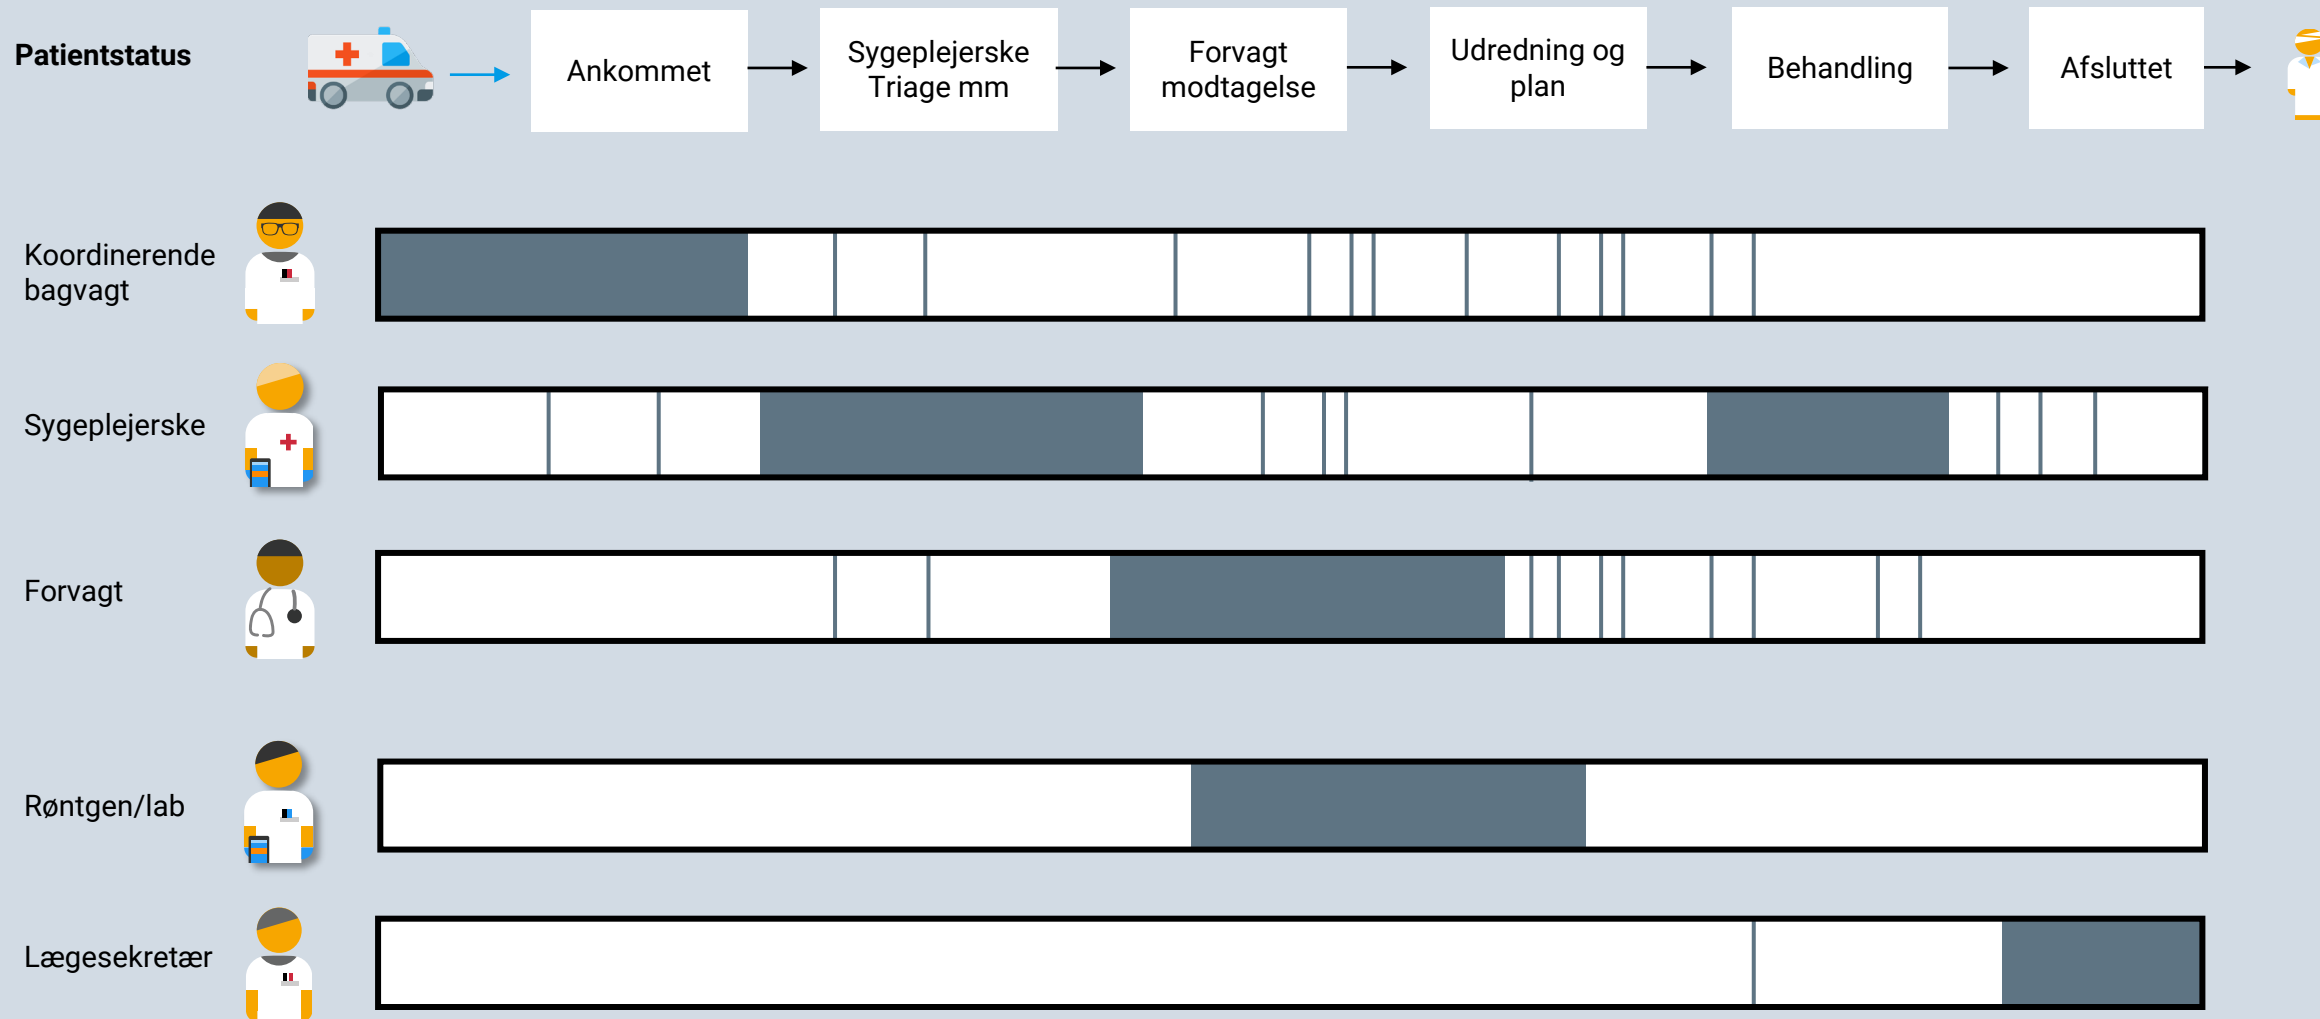 Patientstatus
Ankommet
Sygeplejerske
Triage mm
Forvagt
modtagelse
Udredning og
plan
Behandling
Afsluttet
Koordinerende
bagvagt
Sygeplejerske
Forvagt
Røntgen/lab
Lægesekretær